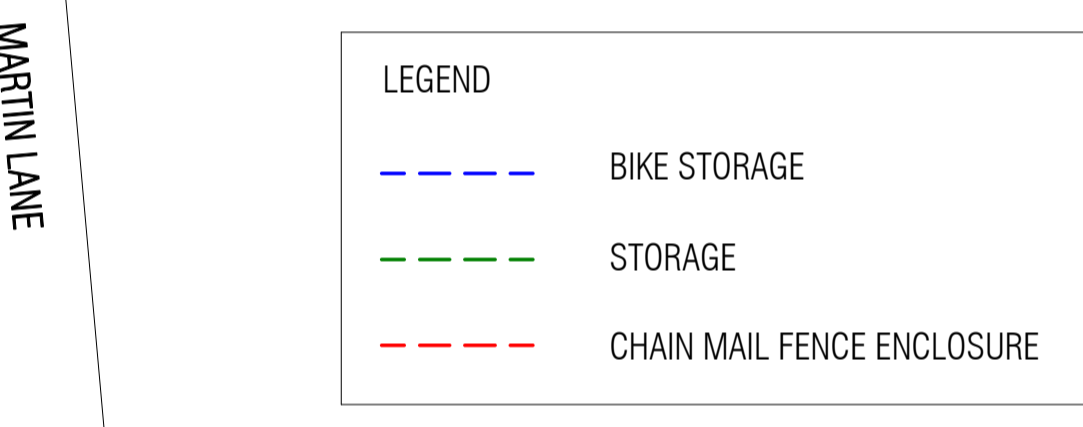 MARTIN LANE
LEGEND
BIKE STORAGE
STORAGE
CHAIN MAIL FENCE ENCLOSURE